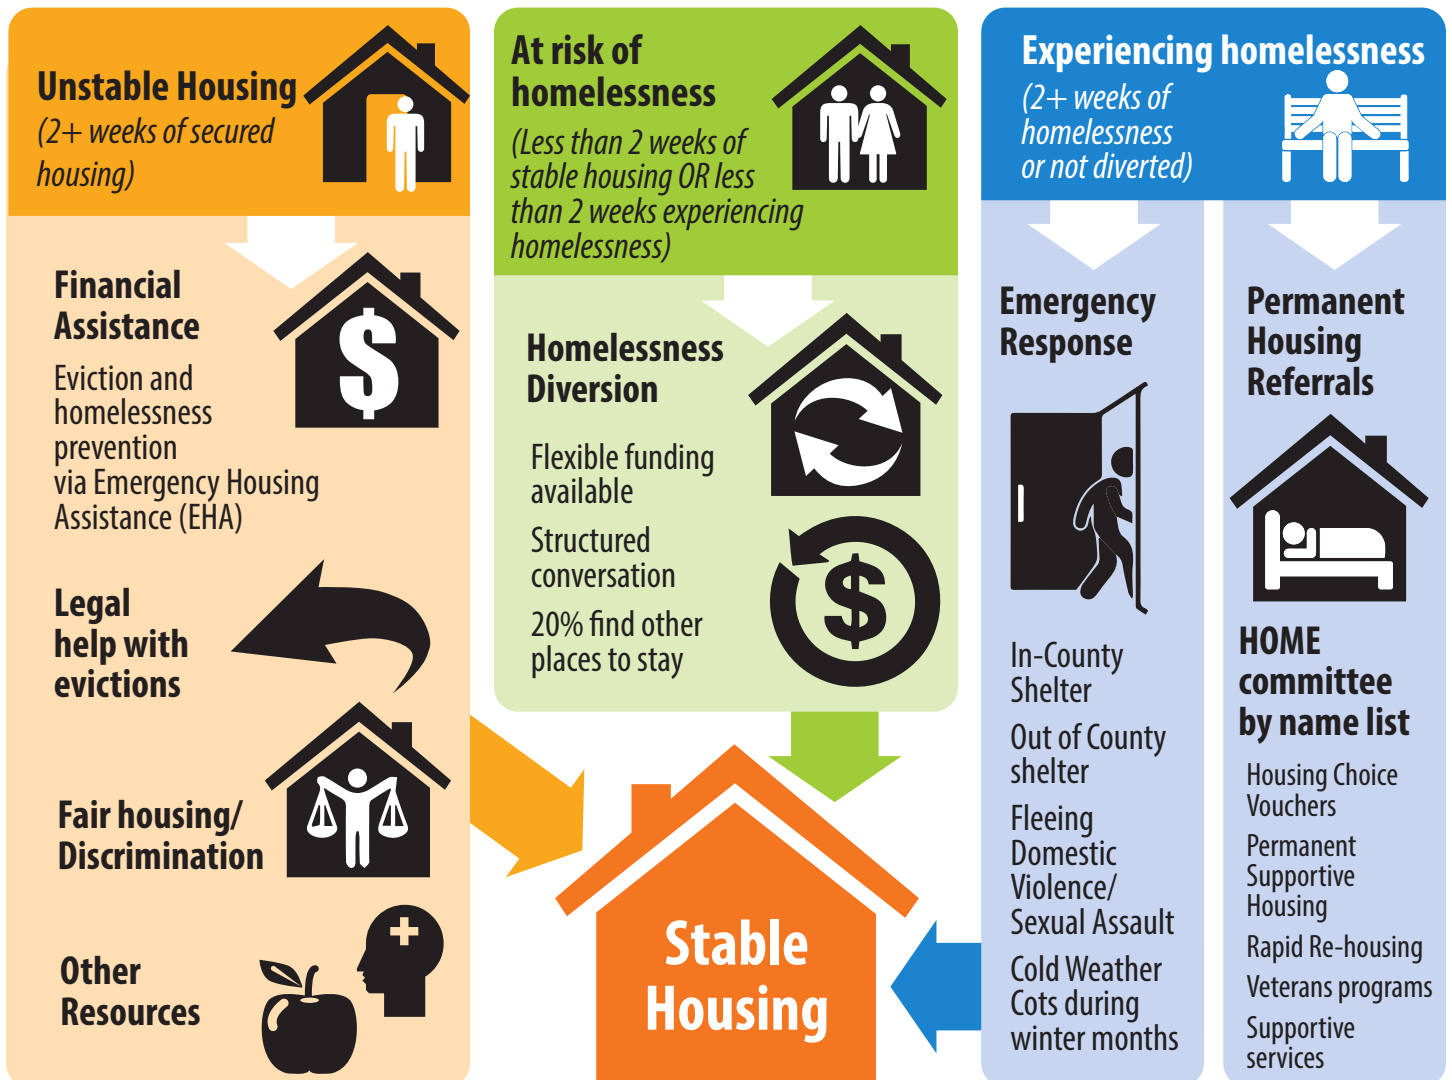 Unstable Housing
(2+ weeks of secured
housing)
Financial
Assistance
Eviction and
homelessness
prevention
via Emergency Housing
Assistance (EHA)
$
Legal
help with
evictions
Fair housing/
Discrimination
Other
Resources
At risk of
homelessness
(Less than 2 weeks of
stable housing OR less
than 2 weeks experiencing
homelessness)
Homelessness
Diversion
Flexible funding
available
Structured
conversation
20% find other
places to stay
$
Stable
Housing
Experiencing homelessness
(2+ weeks of
homelessness
or not diverted)
Emergency
Response
In-County
Shelter
Out of County
shelter
Fleeing
Domestic
Violence/
Sexual Assault
Cold Weather
Cots during
winter months
Permanent
Housing
Referrals
HOME
committee
by name list
Housing Choice
Vouchers
Permanent
Supportive
Housing
Rapid Re-housing
Veterans programs
Supportive
services